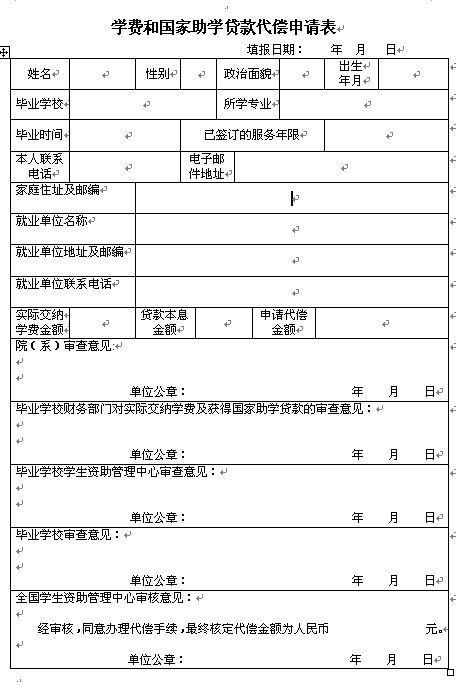 学费和国家助学贷款代偿申请表
填报日期： 年 月 日
姓名 性别 政治面貌 出生年月
毕业学校 所学专业
毕业时间 已签订的服务年限
本人联系电话 电子邮件地址
家庭住址及邮编
就业单位名称
就业单位地址及邮编
就业单位联系电话
实际交纳学费金额 贷款本息金额 申请代偿金额
院（系）审查意见:
单位公章： 年 月 日
毕业学校财务部门对实际交纳学费及获得国家助学贷款的审查意见：
单位公章： 年 月 日
毕业学校学生资助管理中心审查意见：
单位公章： 年 月 日
毕业学校审查意见：
单位公章： 年 月 日
全国学生资助管理中心审核意见：
经审核,同意办理代偿手续,最终核定代偿金额为人民币 元。
单位公章： 年 月 日